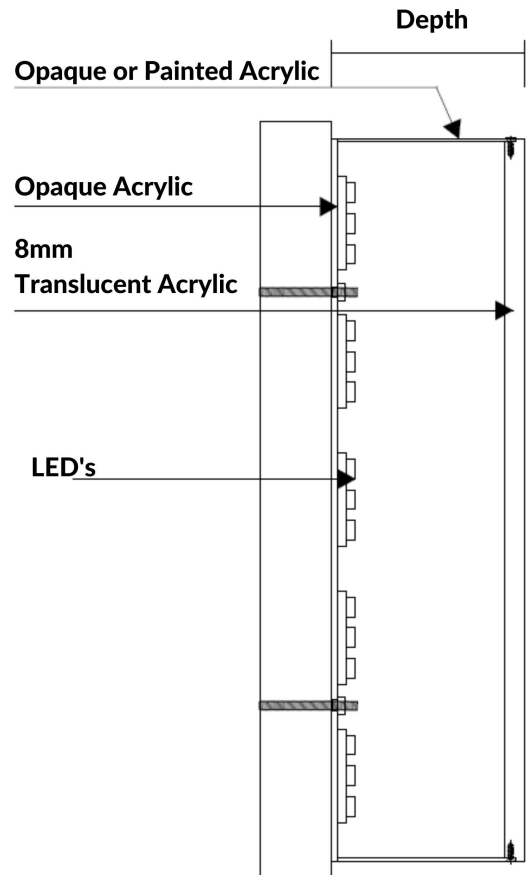 Depth
Opaque or Painted Acrylic
Opaque Acrylic
8mm
Translucent Acrylic
LED's